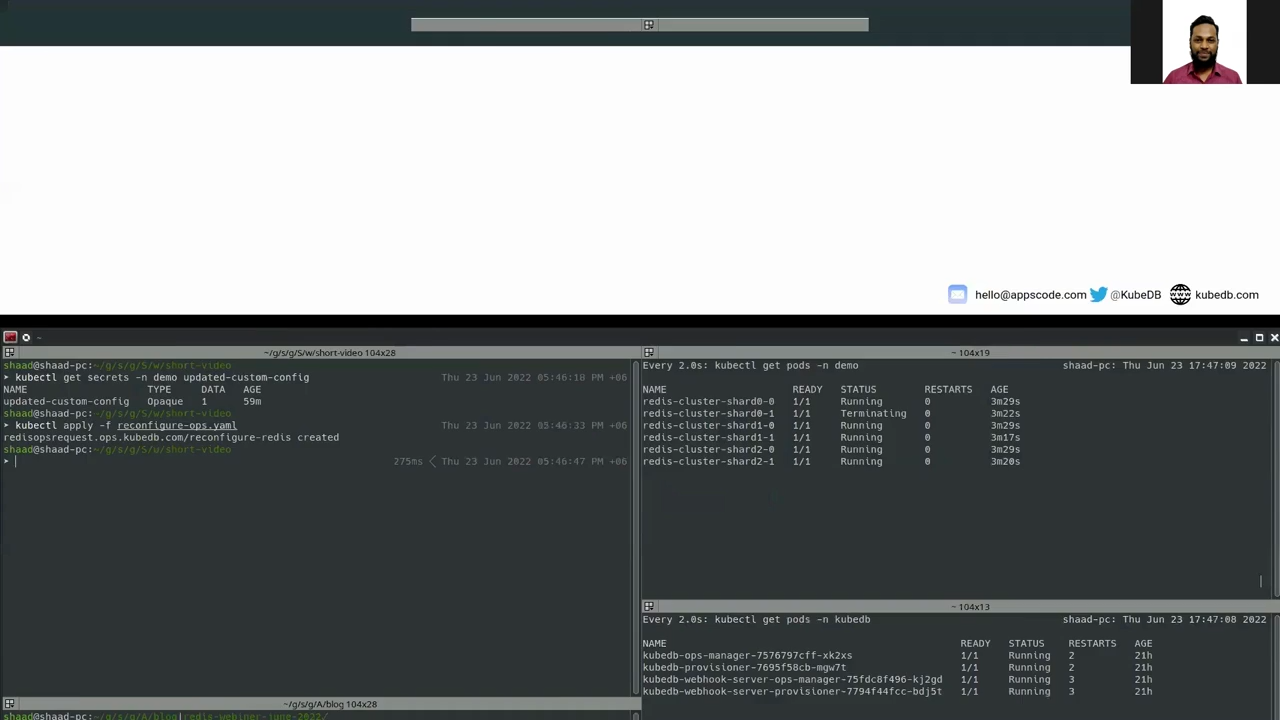 hello@appscode.com @KubeDB kubedb.com
~/g/s/g/S/w/short-video 104x28
shaad@shaad-pc:~/g/s/g/S/w/short-video
➤ kubectl get secrets -n demo updated-custom-config Thu 23 Jun 2022 05:46:18 PM +06
NAME TYPE DATA AGE
updated-custom-config Opaque 1 59m
shaad@shaad-pc:~/g/s/g/S/w/short-video
➤ kubectl apply -f reconfigure-ops.yaml Thu 23 Jun 2022 05:46:33 PM +06
redisopsrequest.ops.kubedb.com/reconfigure-redis created
shaad@shaad-pc:~/g/s/g/S/w/short-video
➤ 275ms < Thu 23 Jun 2022 05:46:47 PM +06
~ 104x19
Every 2.0s: kubectl get pods -n demo shaad-pc: Thu Jun 23 17:47:09 2022
NAME READY STATUS RESTARTS AGE
redis-cluster-shard0-0 1/1 Running 0 3m29s
redis-cluster-shard0-1 1/1 Terminating 0 3m22s
redis-cluster-shard1-0 1/1 Running 0 3m29s
redis-cluster-shard1-1 1/1 Running 0 3m17s
redis-cluster-shard2-0 1/1 Running 0 3m29s
redis-cluster-shard2-1 1/1 Running 0 3m20s
~ 104x13
Every 2.0s: kubectl get pods -n kubedb shaad-pc: Thu Jun 23 17:47:08 2022
NAME READY STATUS RESTARTS AGE
kubedb-ops-manager-7576797cff-xk2xs 1/1 Running 2 21h
kubedb-provisioner-7695f58cb-mgw7t 1/1 Running 2 21h
kubedb-webhook-server-ops-manager-75fdc8f496-kj2gd 1/1 Running 3 21h
kubedb-webhook-server-provisioner-7794f44fcc-bdj5t 1/1 Running 3 21h
~/g/s/g/A/blog 104x28
~/g/s/g/A/blog|redis-webiner-june-2022/